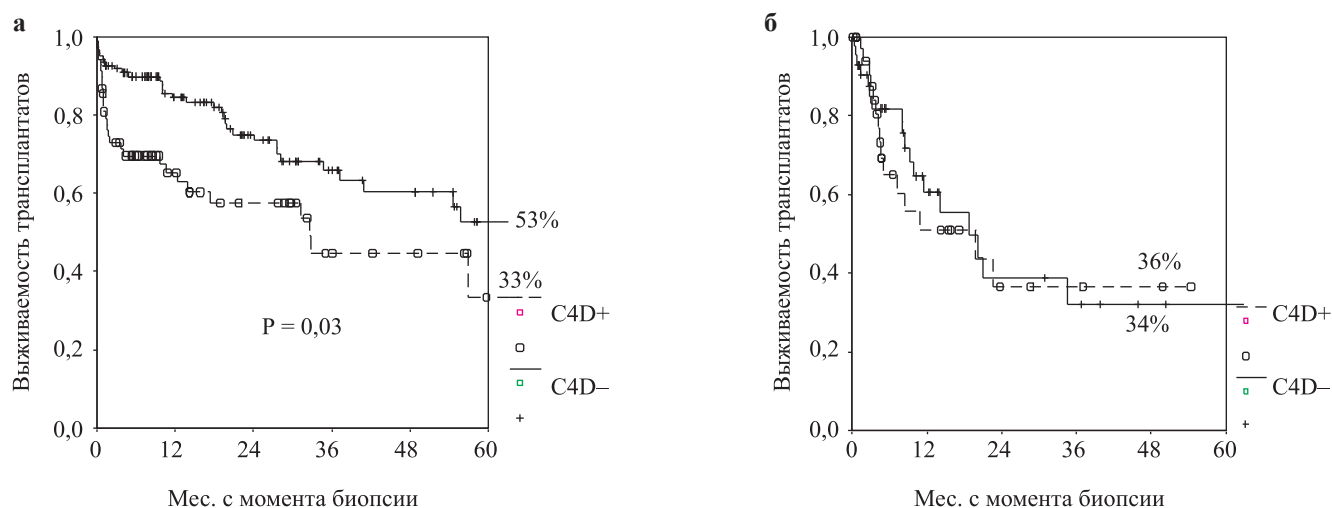 а
Выживаемость трансплантатов
1,0
0,8
0,6
0,4
0,2
0,0
0 12 24 36 48 60
Мес. с момента биопсии
53%
33%
P = 0,03
C4D+
C4D–
б
Выживаемость трансплантатов
1,0
0,8
0,6
0,4
0,2
0,0
0 12 24 36 48 60
Мес. с момента биопсии
36%
34%
C4D+
C4D–